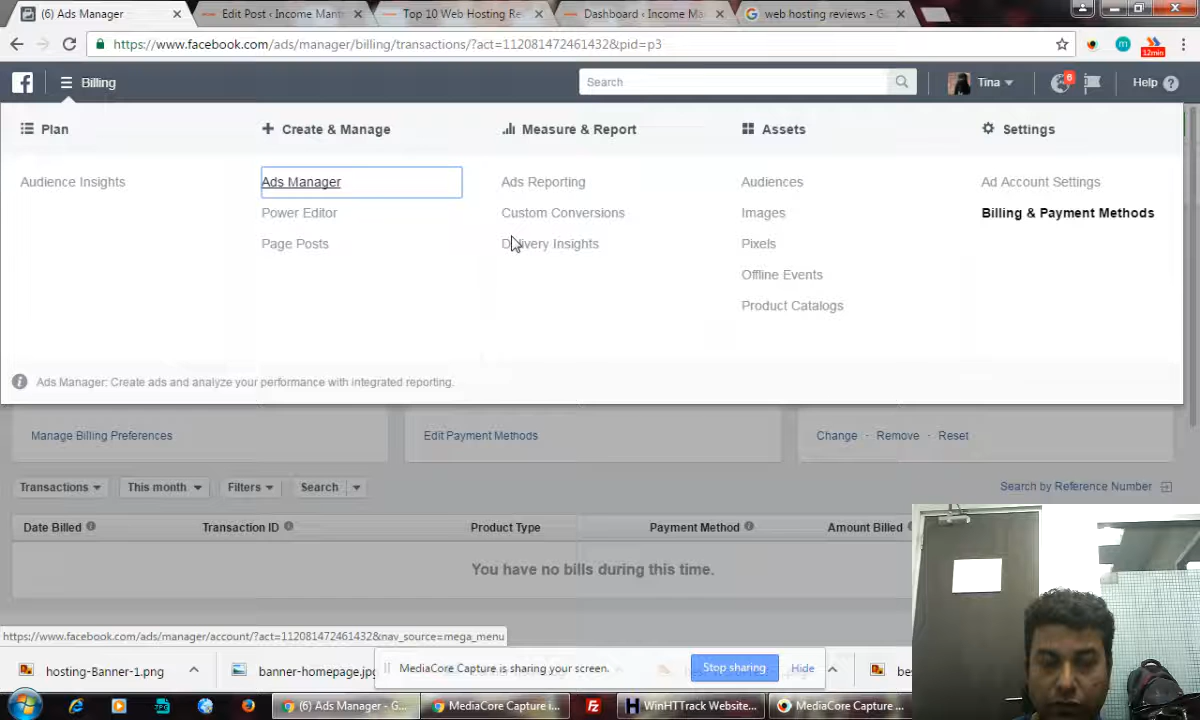 (6) Ads Manager
Edit Post ‹ Income Mant
Top 10 Web Hosting Re
Dashboard ‹ Income Ma
web hosting reviews - G
https://www.facebook.com/ads/manager/billing/transactions/?act=1120814724614​32&pid=p3
12min
Billing
Search
Tina
6
Help
Plan
Create & Manage
Measure & Report
Assets
Settings
Audience Insights
Ads Manager
Ads Reporting
Audiences
Ad Account Settings
Power Editor
Custom Conversions
Images
Billing & Payment Methods
Page Posts
Delivery Insights
Pixels
Offline Events
Product Catalogs
Ads Manager: Create ads and analyze your performance with integrated reporting.
Manage Billing Preferences
Edit Payment Methods
Change · Remove · Reset
Transactions
This month
Filters
Search
Search by Reference Number
Date Billed
Transaction ID
Product Type
Payment Method
Amount Billed
You have no bills during this time.
https://www.facebook.com/ads/manager/account/?act=112081472461432&nav_source=mega_menu
hosting-Banner-1.png
banner-homepage.jpg
MediaCore Capture is sharing your screen.
Stop sharing
Hide
be
(6) Ads Manager - G...
MediaCore Capture i...
WinHTTrack Website...
MediaCore Capture ...